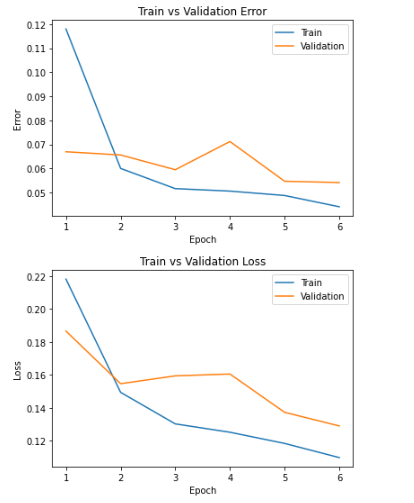 Train vs Validation Error
0.12
0.11
0.10
0.09
0.08
0.07
0.06
0.05
Error
Train
Validation
1 2 3 4 5 6
Epoch
Train vs Validation Loss
0.22
0.20
0.18
0.16
0.14
0.12
Loss
Train
Validation
1 2 3 4 5 6
Epoch